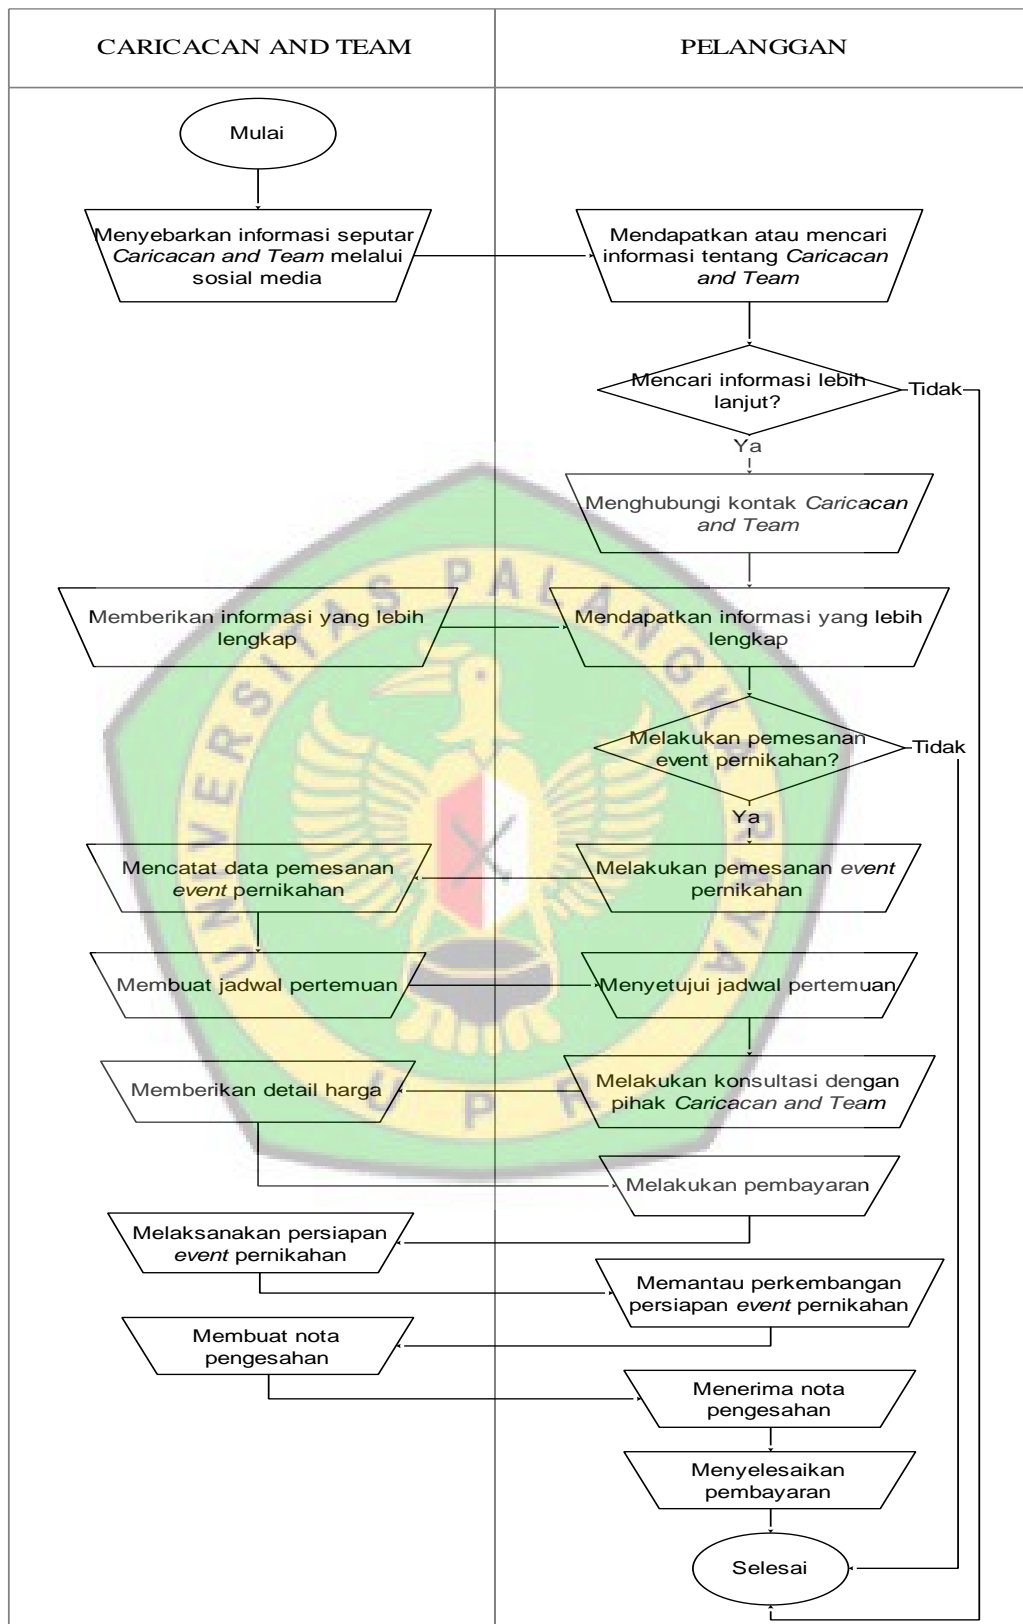 CARICACAN AND TEAM
PELANGGAN
Mulai
Menyebarkan informasi seputar
Caricacan and Team melalui
sosial media
Mendapatkan atau mencari
informasi tentang Caricacan
and Team
Mencari informasi lebih
lanjut?
Tidak
Ya
Menghubungi kontak Caricacan
and Team
Memberikan informasi yang lebih
lengkap
Mendapatkan informasi yang lebih
lengkap
Melakukan pemesanan
event pernikahan?
Tidak
Ya
Melakukan pemesanan event
pernikahan
Mencatat data pemesanan
event pernikahan
Membuat jadwal pertemuan
Menyetujui jadwal pertemuan
Melakukan konsultasi dengan
pihak Caricacan and Team
Memberikan detail harga
Melakukan pembayaran
Melaksanakan persiapan
event pernikahan
Memantau perkembangan
persiapan event pernikahan
Membuat nota
pengesahan
Menerima nota
pengesahan
Menyelesaikan
pembayaran
Selesai
UNIVERSITAS PALANGKA RAYA
UPR